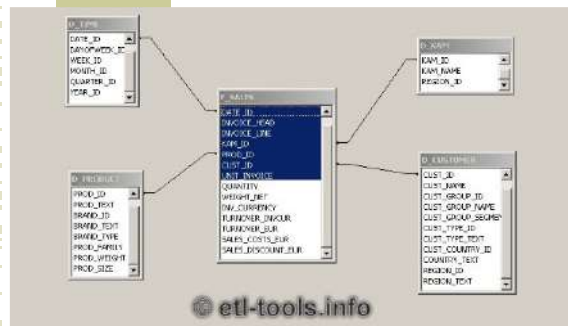 D_TIME
DATE_ID
DAYOFWEEK_ID
WEEK_ID
MONTH_ID
QUARTER_ID
YEAR_ID
D_KAM
KAM_ID
KAM_NAME
REGION_ID
F_SALES
DATE_ID
INVOICE_HEAD
INVOICE_LINE
KAM_ID
PROD_ID
CUST_ID
UNIT_INVOICE
QUANTITY
WEIGHT_NET
INV_CURRENCY
TURNOVER_INVCUR
TURNOVER_EUR
SALES_COSTS_EUR
SALES_DISCOUNT_EUR
D_PRODUCT
PROD_ID
PROD_TEXT
BRAND_ID
BRAND_TEXT
BRAND_TYPE
PROD_FAMILY
PROD_WEIGHT
PROD_SIZE
D_CUSTOMER
CUST_ID
CUST_NAME
CUST_GROUP_ID
CUST_GROUP_NAME
CUST_GROUP_SEGMEN
CUST_TYPE_ID
CUST_TYPE_TEXT
CUST_COUNTRY_ID
COUNTRY_TEXT
REGION_ID
REGION_TEXT
© etl-tools.info